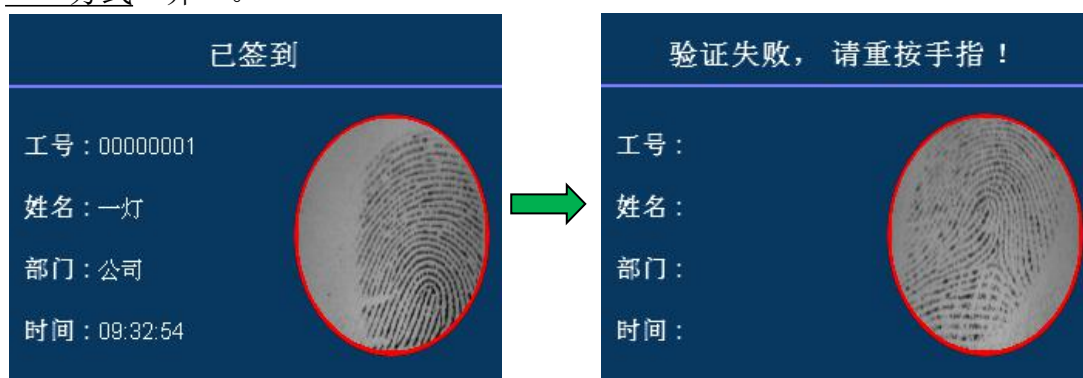 已签到
工号：00000001
姓名：一灯
部门：公司
时间：09:32:54
验证失败，请重按手指！
工号：
姓名：
部门：
时间：